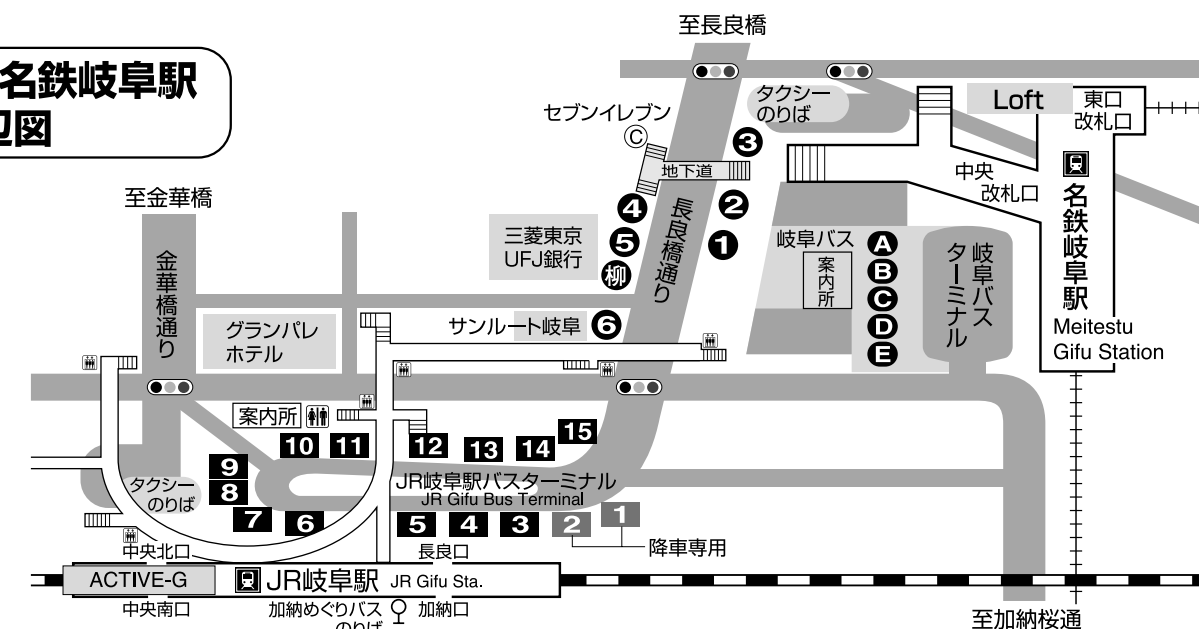 名鉄岐阜駅
辺図
至長良橋
セブンイレブン
C
タクシー
のりば
Loft
東口
改札口
3
地下道
中央
改札口
名鉄岐阜駅
Meitestu
Gifu Station
至金華橋
金華橋通り
4
5
柳
2
1
三菱東京
UFJ銀行
長良橋通り
岐阜バス
案内所
A
B
C
D
E
岐阜バス
ターミナル
グランパレ
ホテル
サンルート岐阜
6
案内所
10
11
12
13
14
15
9
8
7
6
タクシー
のりば
JR岐阜駅バスターミナル
JR Gifu Bus Terminal
5
4
3
2
1
降車専用
中央北口
長良口
ACTIVE-G
JR岐阜駅 JR Gifu Sta.
中央南口
加納めぐりバス
のりば
加納口
至加納桜通